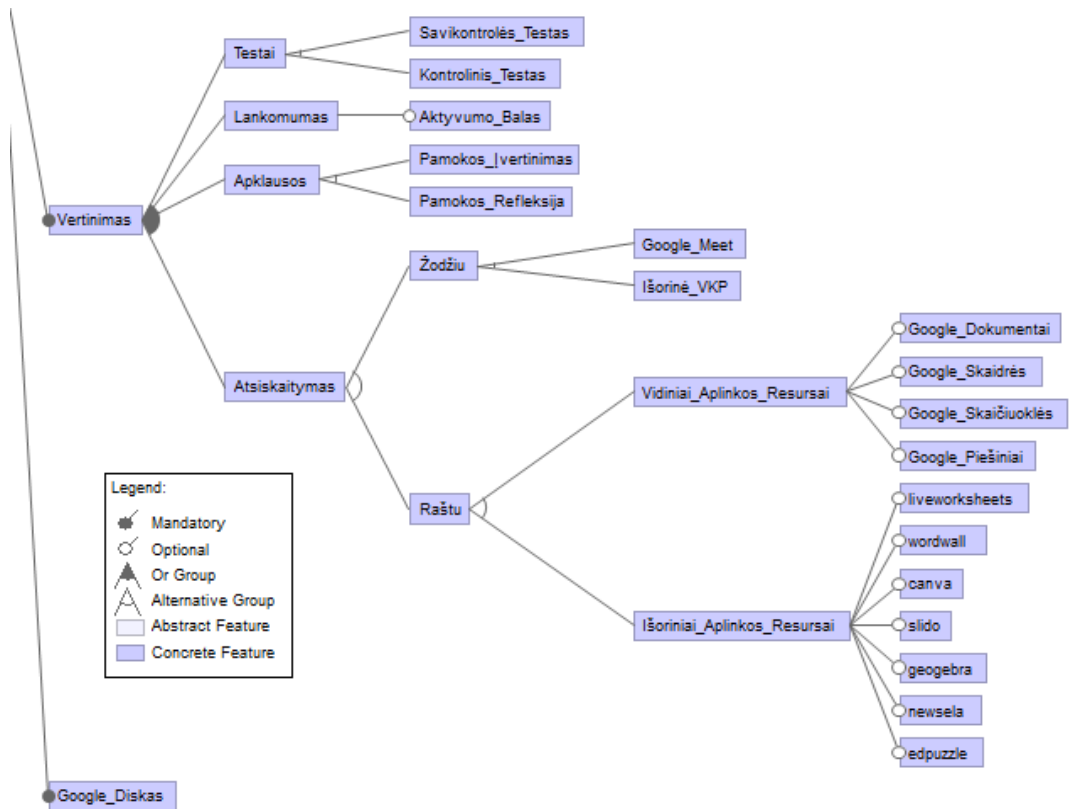 Savikontrolės_Testas
Testai
Kontrolinis_Testas
Lankomumas
Aktyvumo_Balas
Pamokos_Įvertinimas
Apklausos
Pamokos_Refleksija
Vertinimas
Google_Meet
Žodžiu
Išorinė_VKP
Google_Dokumentai
Google_Skaidrės
Atsiskaitymas
Vidiniai_Aplinkos_Resursai
Google_Skaičiuoklės
Google_Piešiniai
Raštu
liveworksheets
wordwall
canva
Išoriniai_Aplinkos_Resursai
slido
geogebra
newsela
edpuzzle
Legend:
Mandatory
Optional
Or Group
Alternative Group
Abstract Feature
Concrete Feature
Google_Diskas